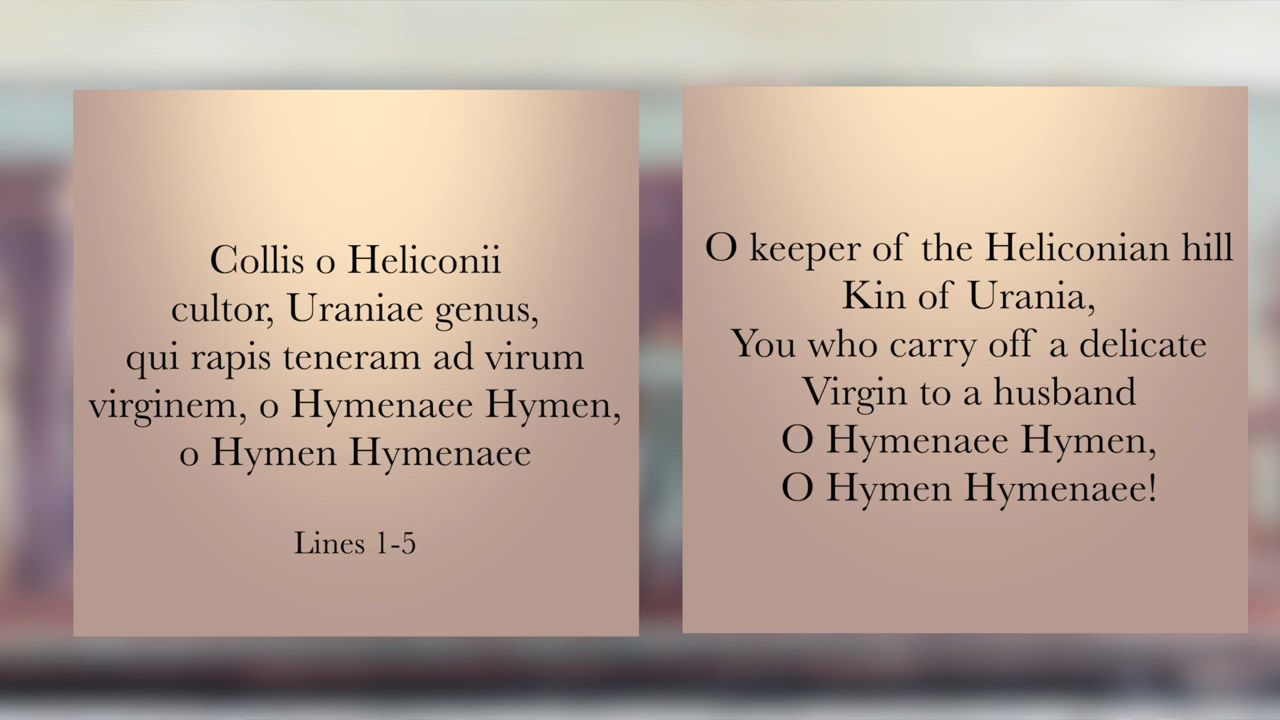 Collis o Heliconii
cultor, Uraniae genus,
qui rapis teneram ad virum
virginem, o Hymenaee Hymen,
o Hymen Hymenaee
Lines 1-5
O keeper of the Heliconian hill
Kin of Urania,
You who carry off a delicate
Virgin to a husband
O Hymenaee Hymen,
O Hymen Hymenaee!